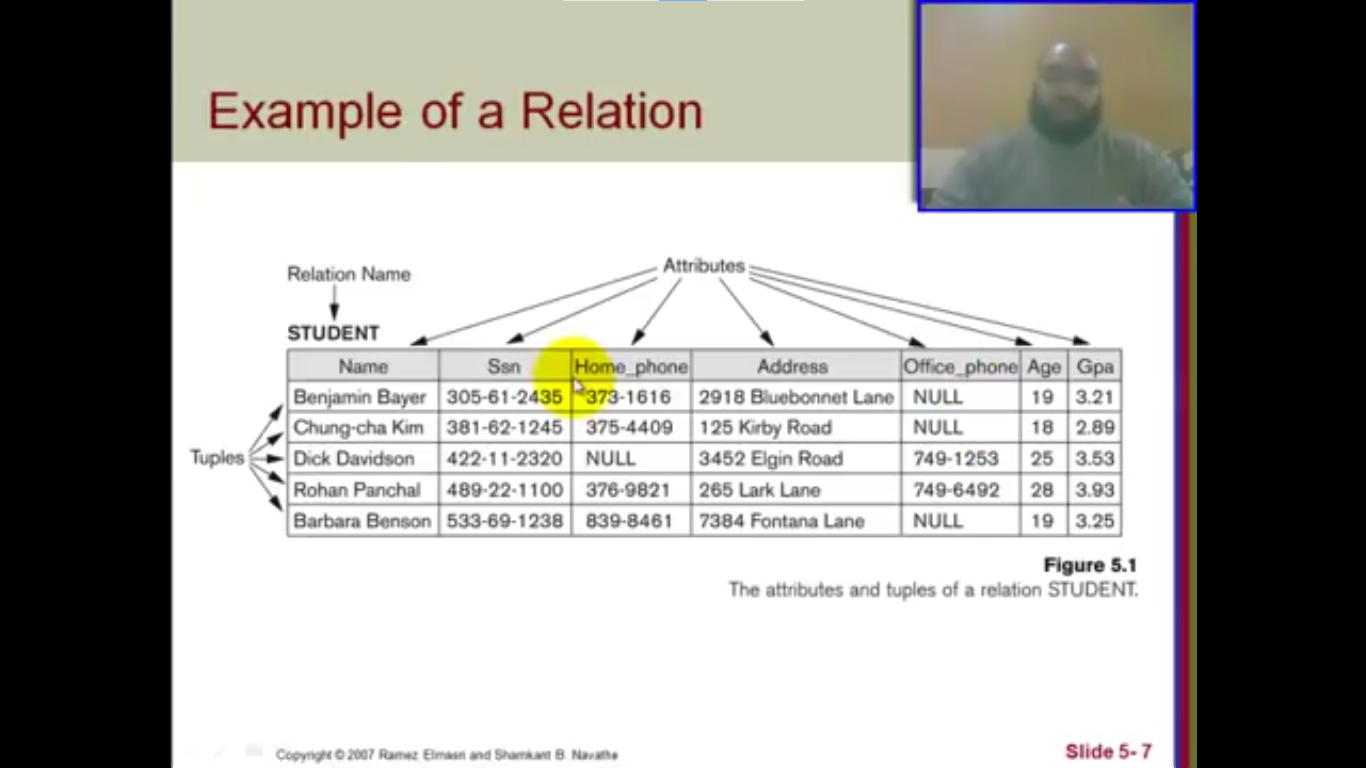 Example of a Relation
Attributes
Relation Name
STUDENT
Name Ssn Home_phone Address Office_phone Age Gpa
Benjamin Bayer 305-61-2435 373-1616 2918 Bluebonnet Lane NULL 19 3.21
Chung-cha Kim 381-62-1245 375-4409 125 Kirby Road NULL 18 2.89
Tuples Dick Davidson 422-11-2320 NULL 3452 Elgin Road 749-1253 25 3.53
Rohan Panchal 489-22-1100 376-9821 265 Lark Lane 749-6492 28 3.93
Barbara Benson 533-69-1238 839-8461 7384 Fontana Lane NULL 19 3.25
Figure 5.1
The attributes and tuples of a relation STUDENT.
Copyright © 2007 Ramez Elmasri and Shamkant B. Navathe
Slide 5- 7